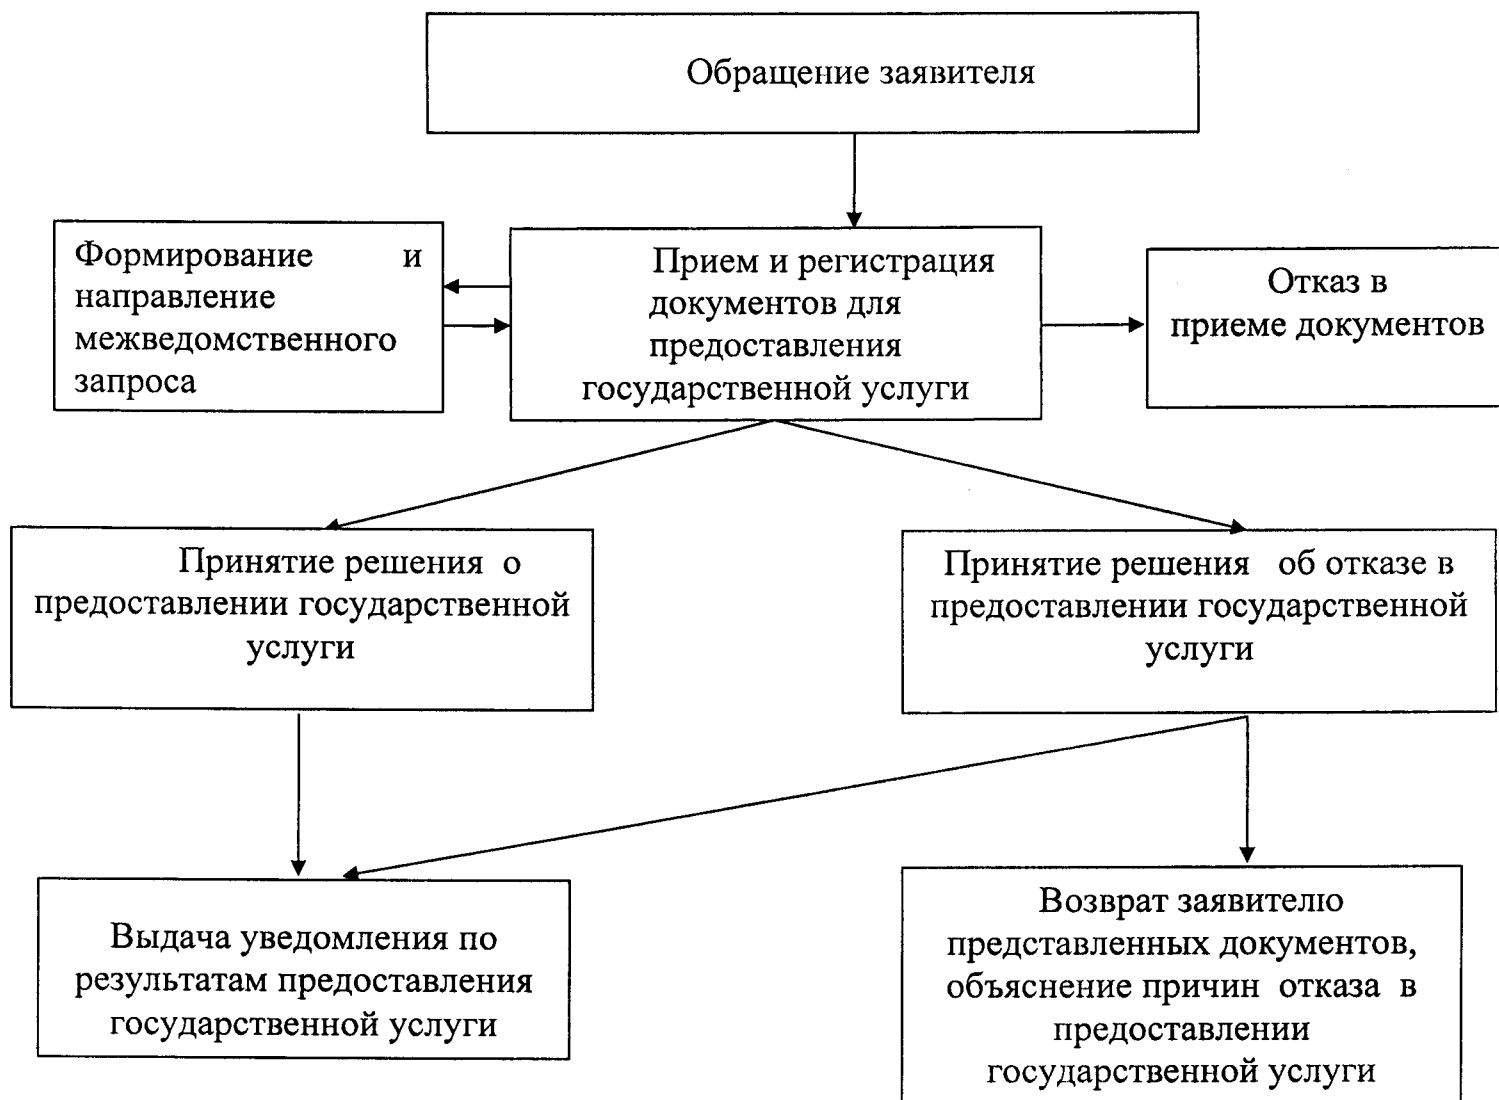 Обращение заявителя
Формирование и
направление
межведомственного
запроса
Прием и регистрация
документов для
предоставления
государственной услуги
Отказ в
приеме документов
Принятие решения о
предоставлении государственной
услуги
Принятие решения об отказе в
предоставлении государственной
услуги
Выдача уведомления по
результатам предоставления
государственной услуги
Возврат заявителю
представленных документов,
объяснение причин отказа в
предоставлении
государственной услуги